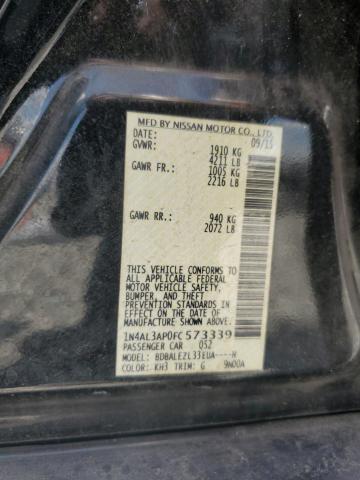 MFD BY NISSAN MOTOR CO., LTD.
DATE: 09/15
GVWR: 1910 KG
4211 LB
GAWR FR.: 1005 KG
2216 LB
GAWR RR.: 940 KG
2072 LB
THIS VEHICLE CONFORMS TO
ALL APPLICABLE FEDERAL
MOTOR VEHICLE SAFETY,
BUMPER, AND THEFT
PREVENTION STANDARDS IN
EFFECT ON THE DATE OF
MANUFACTURE SHOWN ABOVE.
1N4AL3AP0FC573339
PASSENGER CAR 052
MODEL: BDBALEZL33EUA----H
COLOR: KH3 TRIM: G 9N00A